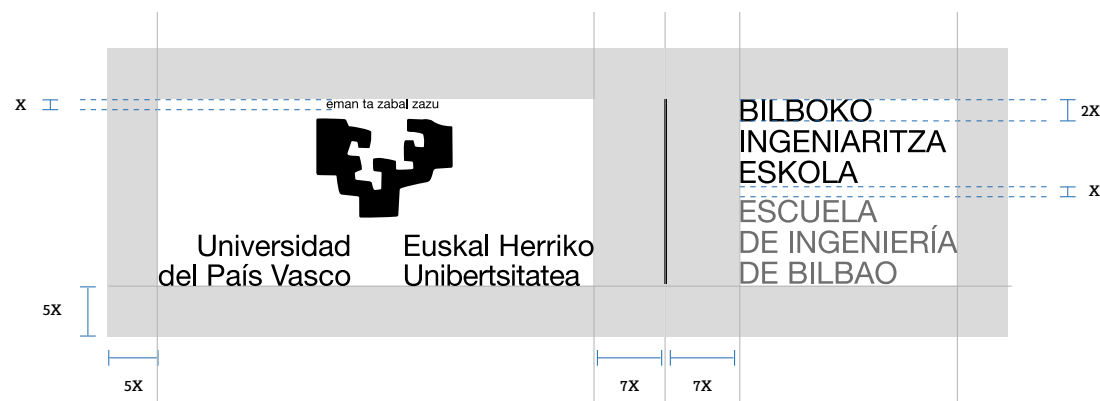 X
eman ta zabal zazu
BILBOKO
INGENIARITZA
ESKOLA
2X
X
ESCUELA
DE INGENIERÍA
DE BILBAO
Universidad
del País Vasco
Euskal Herriko
Unibertsitatea
5X
5X
7X
7X